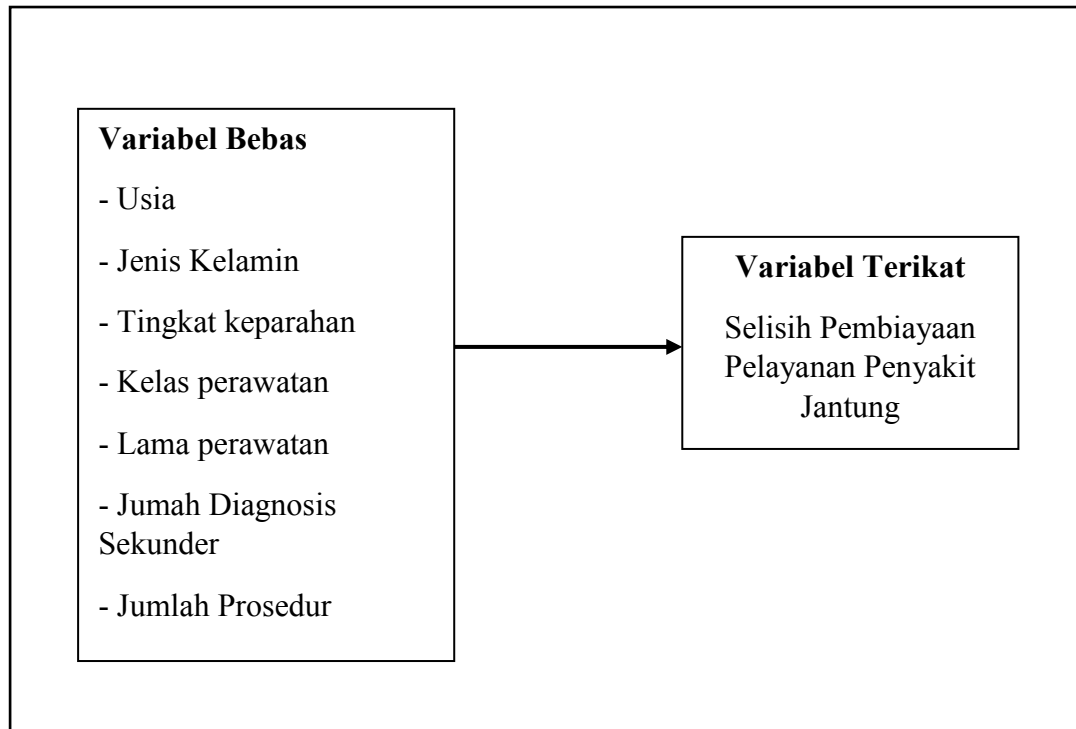 Variabel Bebas
- Usia
- Jenis Kelamin
- Tingkat keparahan
- Kelas perawatan
- Lama perawatan
- Jumah Diagnosis
Sekunder
- Jumlah Prosedur
Variabel Terikat
Selisih Pembiayaan
Pelayanan Penyakit
Jantung